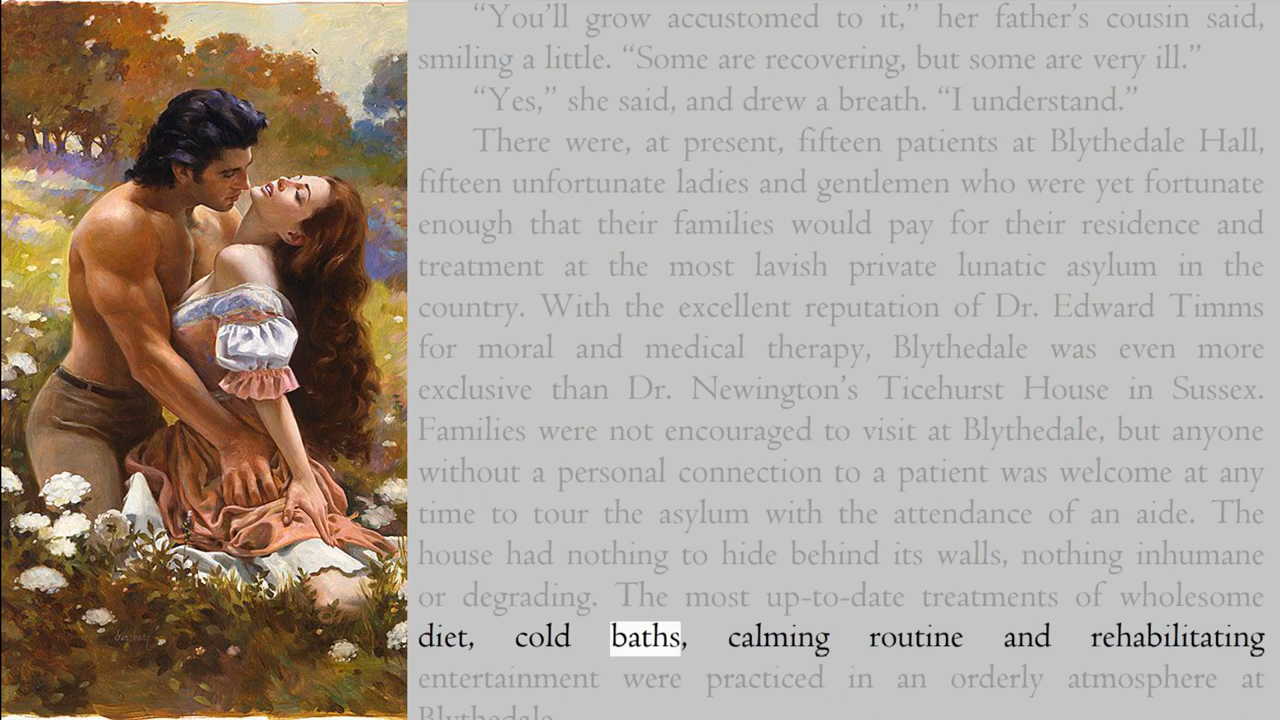 “You’ll grow accustomed to it,” her father’s cousin said,
smiling a little. “Some are recovering, but some are very ill.”
“Yes,” she said, and drew a breath. “I understand.”
There were, at present, fifteen patients at Blythedale Hall,
fifteen unfortunate ladies and gentlemen who were yet fortunate
enough that their families would pay for their residence and
treatment at the most lavish private lunatic asylum in the
country. With the excellent reputation of Dr. Edward Timms
for moral and medical therapy, Blythedale was even more
exclusive than Dr. Newington’s Ticehurst House in Sussex.
Families were not encouraged to visit at Blythedale, but anyone
without a personal connection to a patient was welcome at any
time to tour the asylum with the attendance of an aide. The
house had nothing to hide behind its walls, nothing inhumane
or degrading. The most up-to-date treatments of wholesome
diet, cold baths, calming routine and rehabilitating
entertainment were practiced in an orderly atmosphere at
Blythedale.